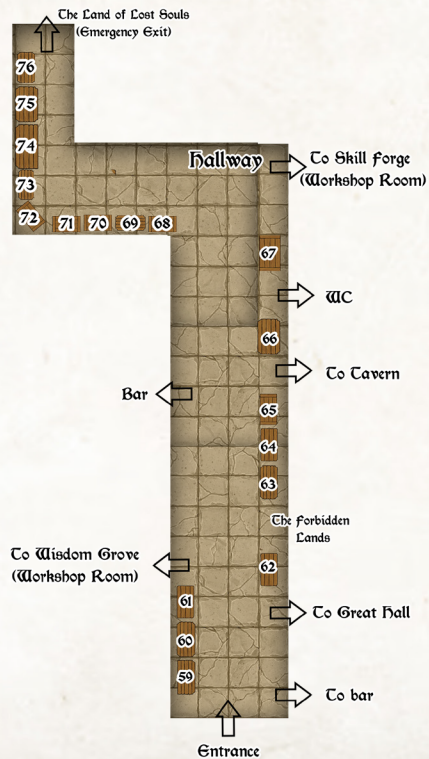 The Land of Lost Souls
(Emergency Exit)
76
75
74
73
72
71 70 69 68
Hallway
To Skill Forge
(Workshop Room)
67
WC
66
To Tavern
Bar
65
64
63
The Forbidden
Lands
To Wisdom Grove
(Workshop Room)
62
61
To Great Hall
60
59
To bar
Entrance